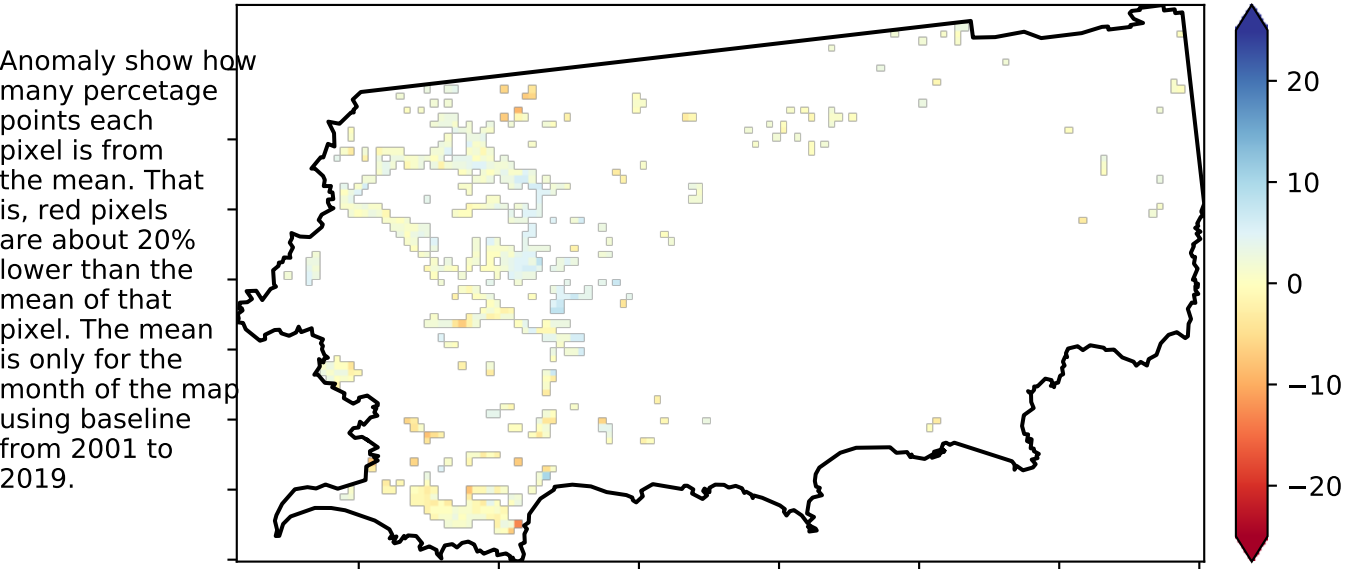 Anomaly show how
many percetage
points each
pixel is from
the mean. That
is, red pixels
are about 20%
lower than the
mean of that
pixel. The mean
is only for the
month of the map
using baseline
from 2001 to
2019.
20
10
0
−10
−20